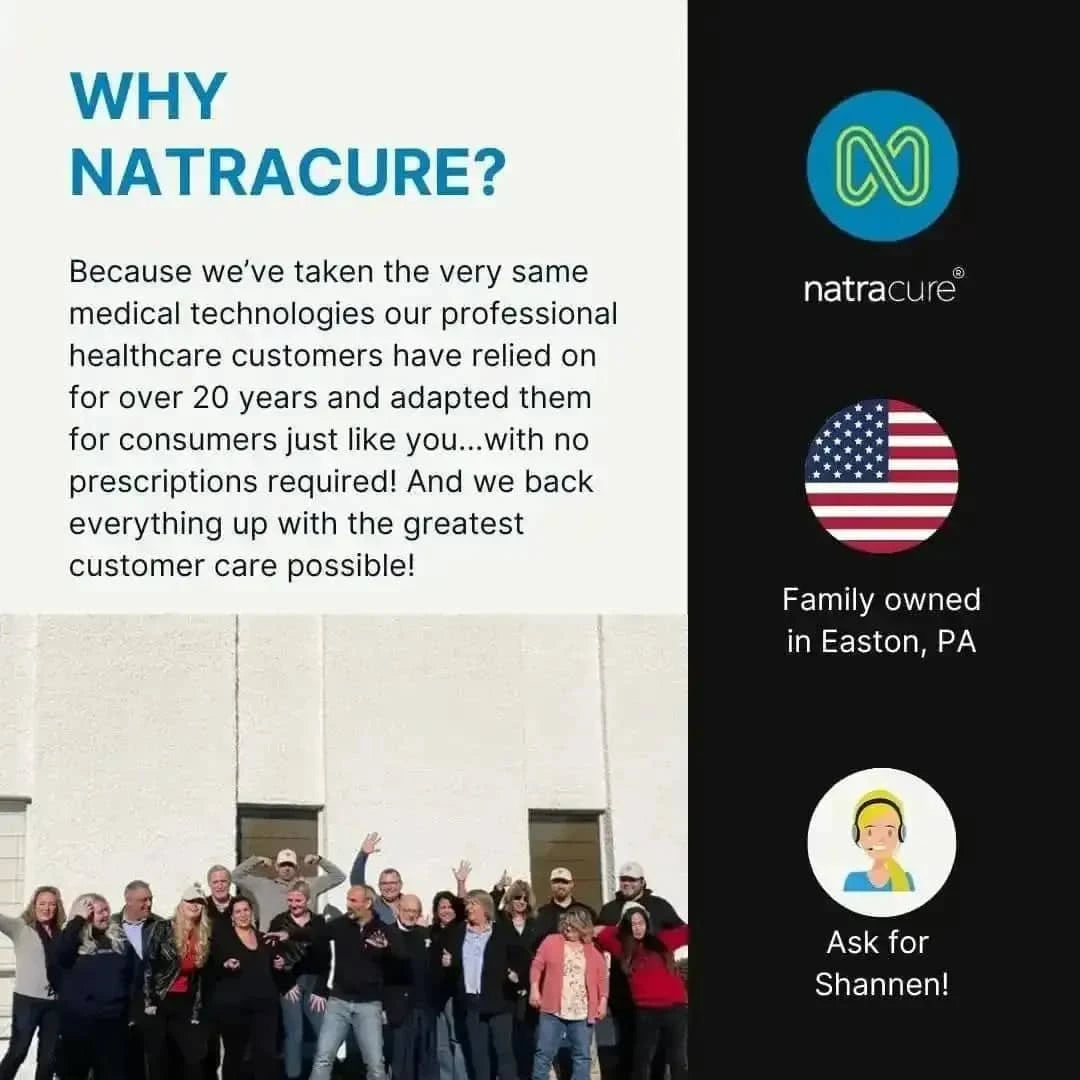 WHY
NATRACURE?
Because we’ve taken the very same
medical technologies our professional
healthcare customers have relied on
for over 20 years and adapted them
for consumers just like you...with no
prescriptions required! And we back
everything up with the greatest
customer care possible!
natracure®
Family owned
in Easton, PA
Ask for
Shannen!